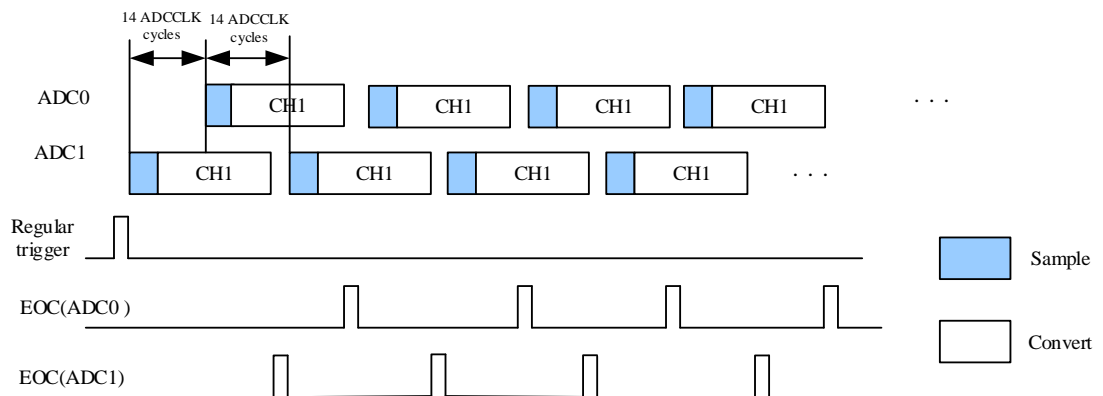 14 ADCCLK cycles
14 ADCCLK cycles
ADC0
CH1
CH1
CH1
CH1
. . .
ADC1
CH1
CH1
CH1
CH1
. . .
Regular
trigger
Sample
EOC(ADC0 )
Convert
EOC(ADC1)